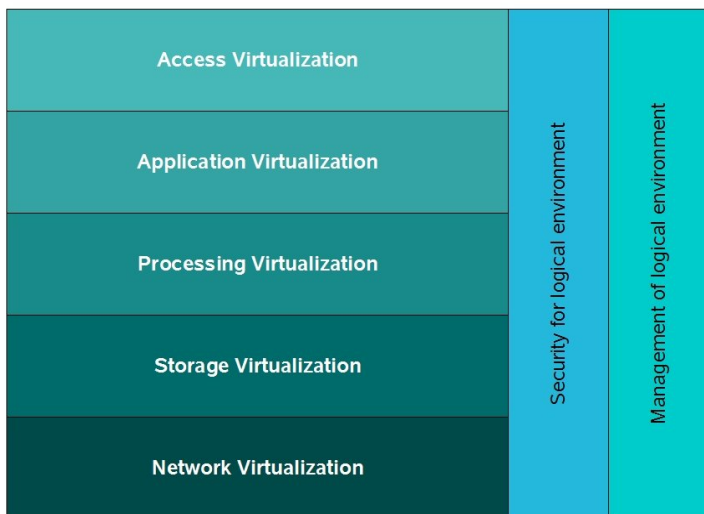 Access Virtualization
Application Virtualization
Processing Virtualization
Storage Virtualization
Network Virtualization
Security for logical environment
Management of logical environment